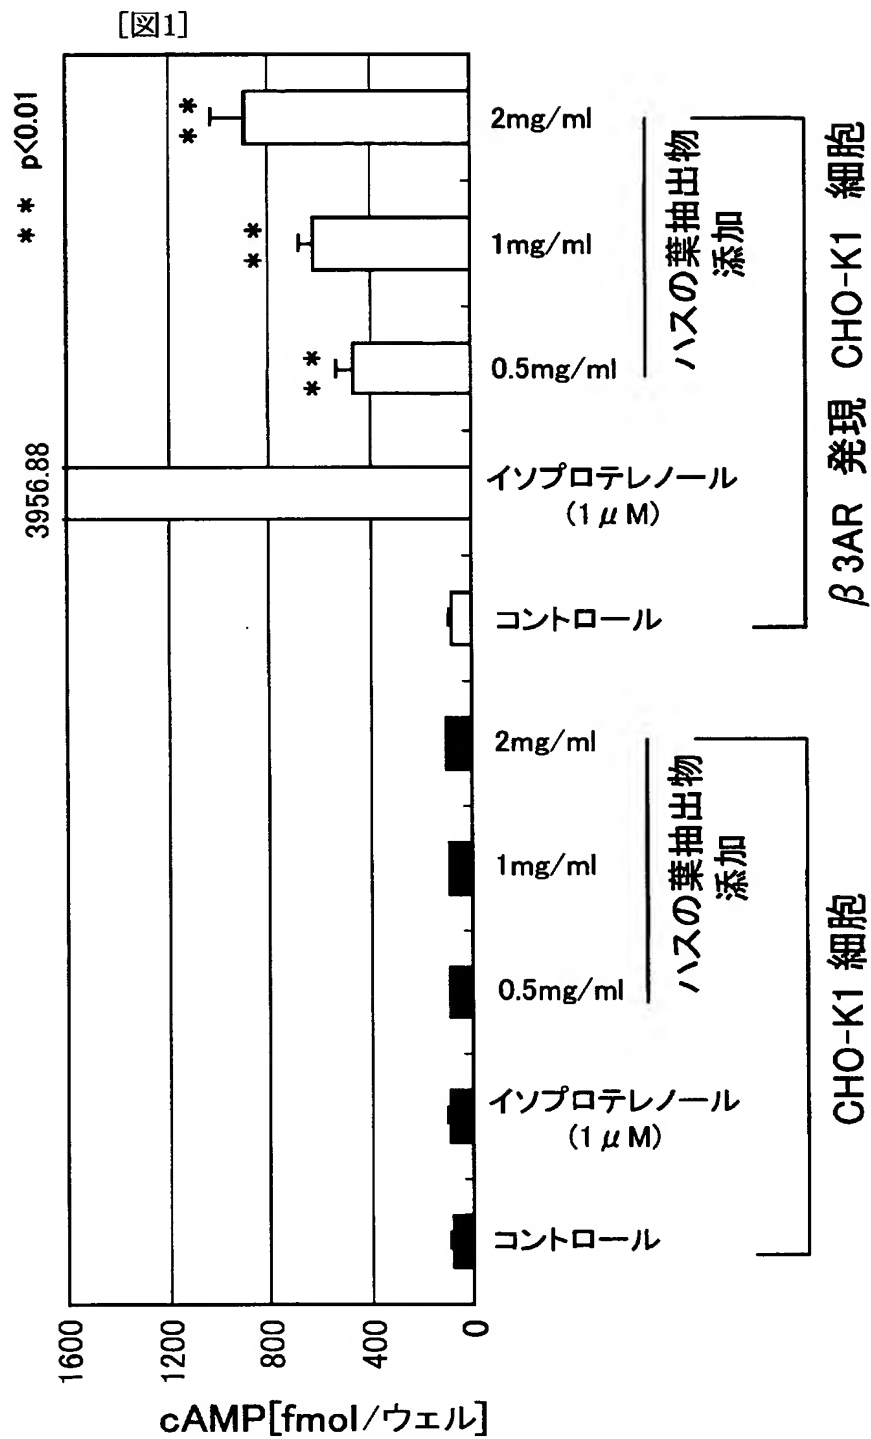 [図1]
** p<0.01
3956.88
** ** **
cAMP[fmol/ウェル]
1600
1200
800
400
0
コントロール
イソプロテレノール
(1μM)
0.5mg/ml
1mg/ml
2mg/ml
ハスの葉抽出物
添加
CHO-K1 細胞
コントロール
イソプロテレノール
(1μM)
0.5mg/ml
1mg/ml
2mg/ml
ハスの葉抽出物
添加
β3AR 発現 CHO-K1 細胞